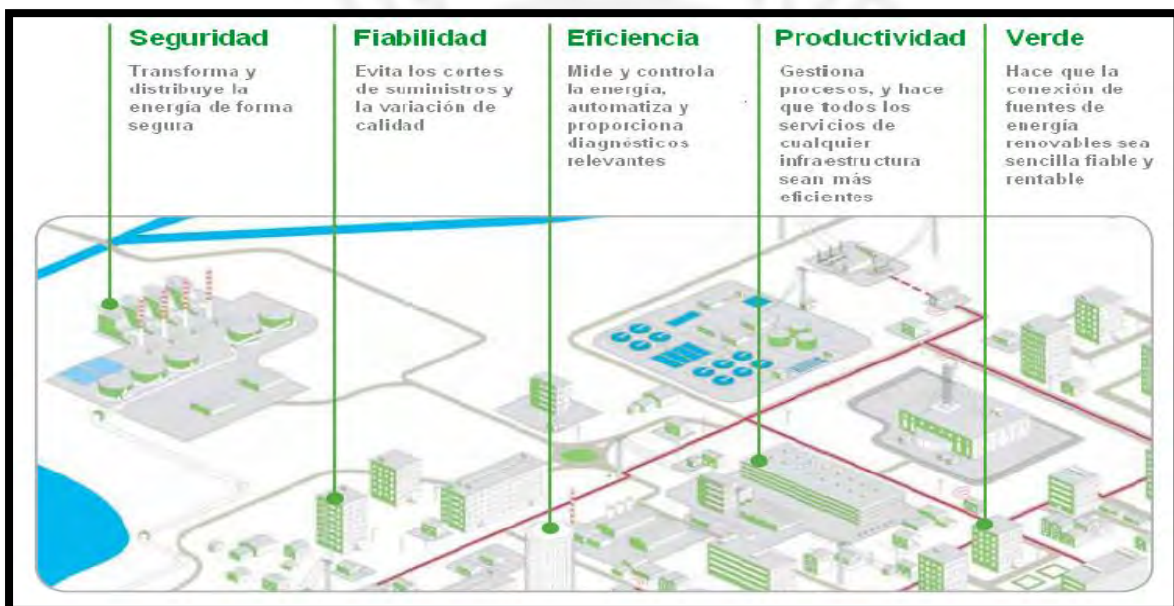 Seguridad
Transforma y
distribuye la
energía de forma
segura
Fiabilidad
Evita los cortes
de suministros y
la variación de
calidad
Eficiencia
Mide y controla
la energía,
automatiza y
proporciona
diagnósticos
relevantes
Productividad
Gestiona
procesos, y hace
que todos los
servicios de
cualquier
infraestructura
sean más
eficientes
Verde
Hace que la
conexión de
fuentes de
energía
renovables sea
sencilla fiable y
rentable